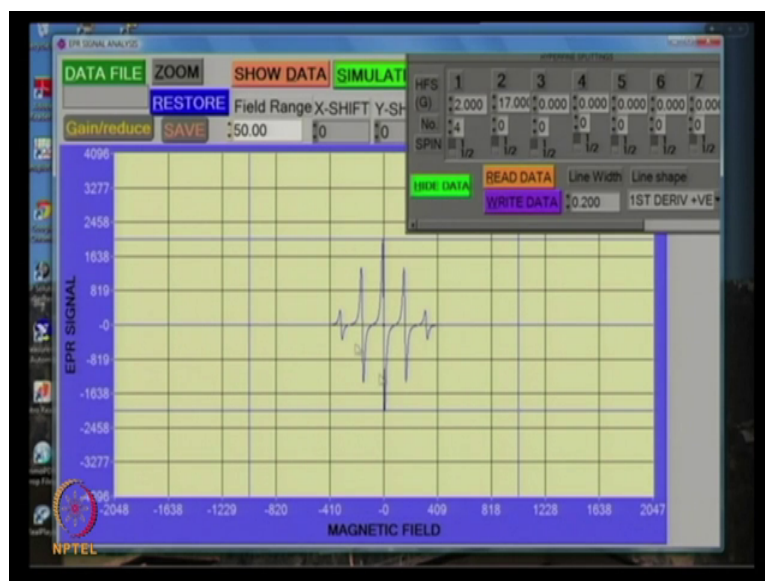 EPR SIGNAL ANALYSIS
DATA FILE ZOOM SHOW DATA SIMULATI
RESTORE Field Range X-SHIFT Y-SH
Gain/reduce SAVE 50.00 0 0
HYPERFINE SPLITTINGS
HFS 1 2 3 4 5 6 7
(G) 2.000 17.000 0.000 0.000 0.000 0.000 0.00
No. 4 0 0 0 0 0 0
SPIN 1/2 1/2 1/2 1/2 1/2 1/2 1/2
HIDE DATA READ DATA Line Width Line shape
WRITE DATA 0.200 1ST DERIV +VE
4096
3277
2458
1638
819
-0
-819
-1638
-2458
-3277
-4096
EPR SIGNAL
-2048 -1638 -1229 -820 -410 -0 409 818 1228 1638 2047
MAGNETIC FIELD
NPTEL